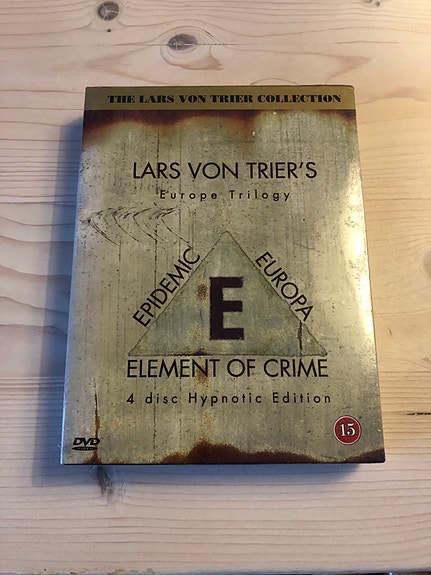 THE LARS VON TRIER COLLECTION
LARS VON TRIER'S
Europe Trilogy
EPIDEMIC
EUROPA
E
ELEMENT OF CRIME
4 disc Hypnotic Edition
DVD
15